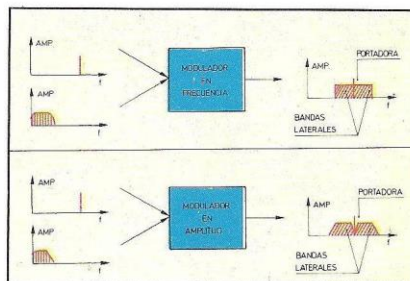 AMP.
f
AMP
f
MODULADOR
EN
FRECUENCIA
AMP.
PORTADORA
f
BANDAS
LATERALES
AMP
f
AMP
f
MODULADOR
EN
AMPLITUD
AMP
PORTADORA
f
BANDAS
LATERALES